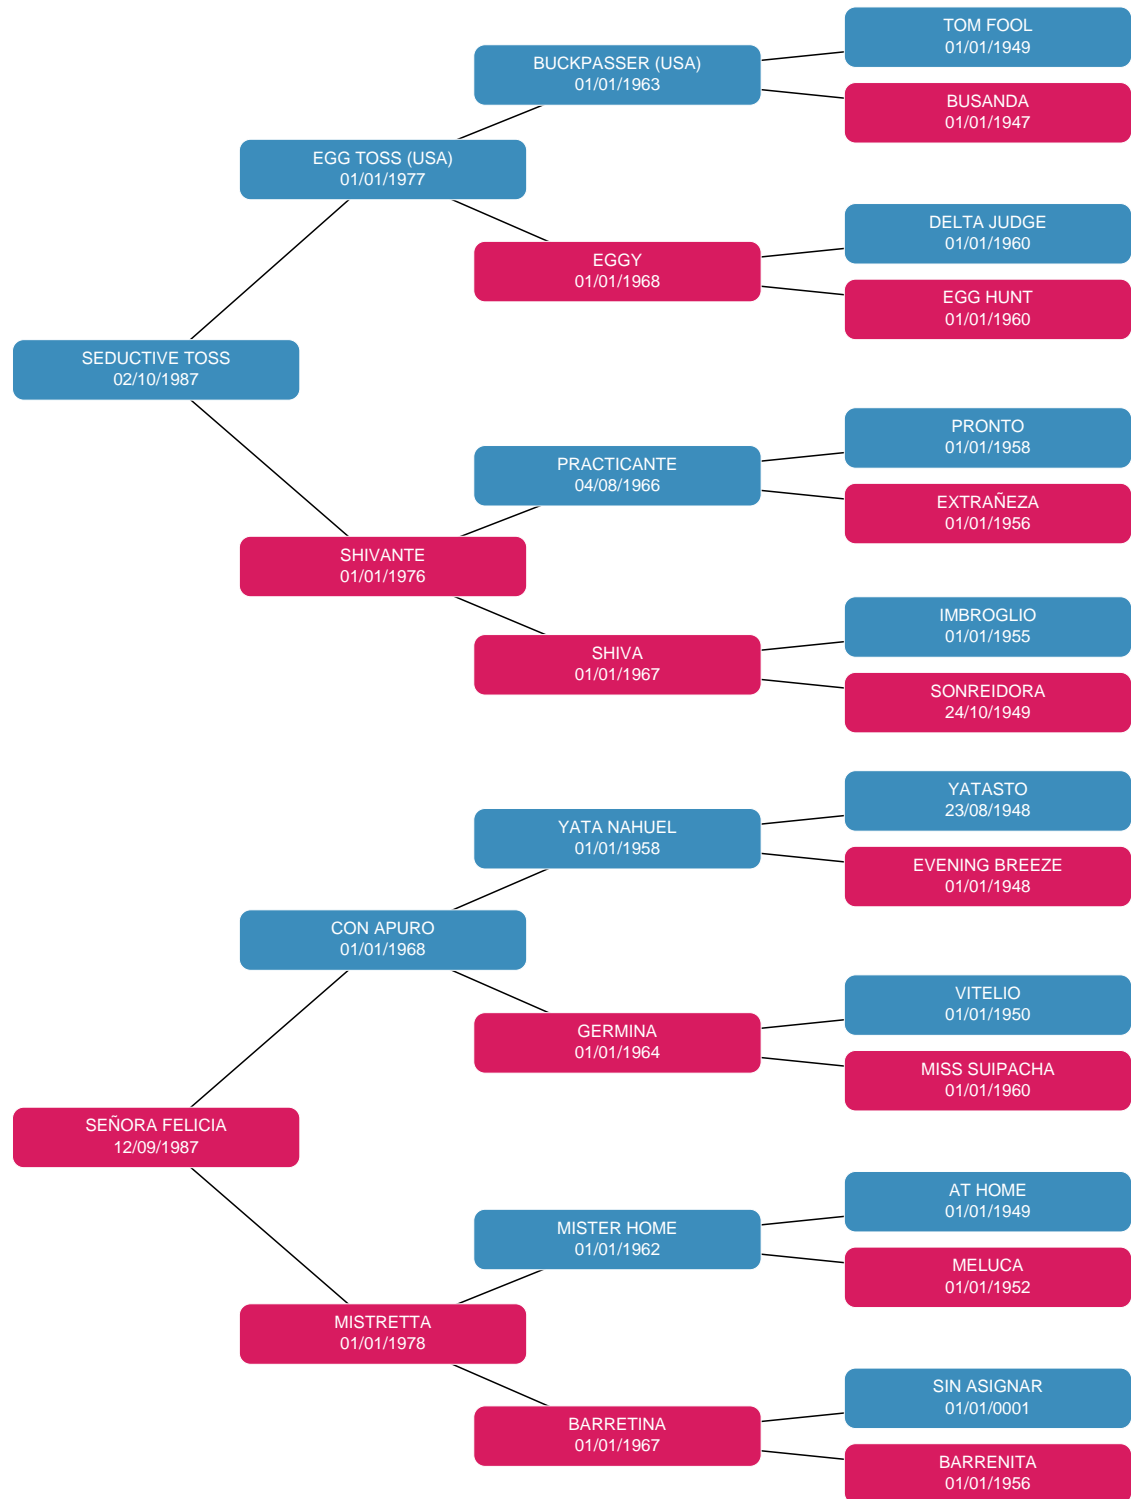 TOM FOOL
01/01/1949
BUCKPASSER (USA)
01/01/1963
BUSANDA
01/01/1947
EGG TOSS (USA)
01/01/1977
DELTA JUDGE
01/01/1960
EGGY
01/01/1968
EGG HUNT
01/01/1960
SEDUCTIVE TOSS
02/10/1987
PRONTO
01/01/1958
PRACTICANTE
04/08/1966
EXTRAÑEZA
01/01/1956
SHIVANTE
01/01/1976
IMBROGLIO
01/01/1955
SHIVA
01/01/1967
SONREIDORA
24/10/1949
YATASTO
23/08/1948
YATA NAHUEL
01/01/1958
EVENING BREEZE
01/01/1948
CON APURO
01/01/1968
VITELIO
01/01/1950
GERMINA
01/01/1964
MISS SUIPACHA
01/01/1960
SEÑORA FELICIA
12/09/1987
AT HOME
01/01/1949
MISTER HOME
01/01/1962
MELUCA
01/01/1952
MISTRETTA
01/01/1978
SIN ASIGNAR
01/01/0001
BARRETINA
01/01/1967
BARRENITA
01/01/1956